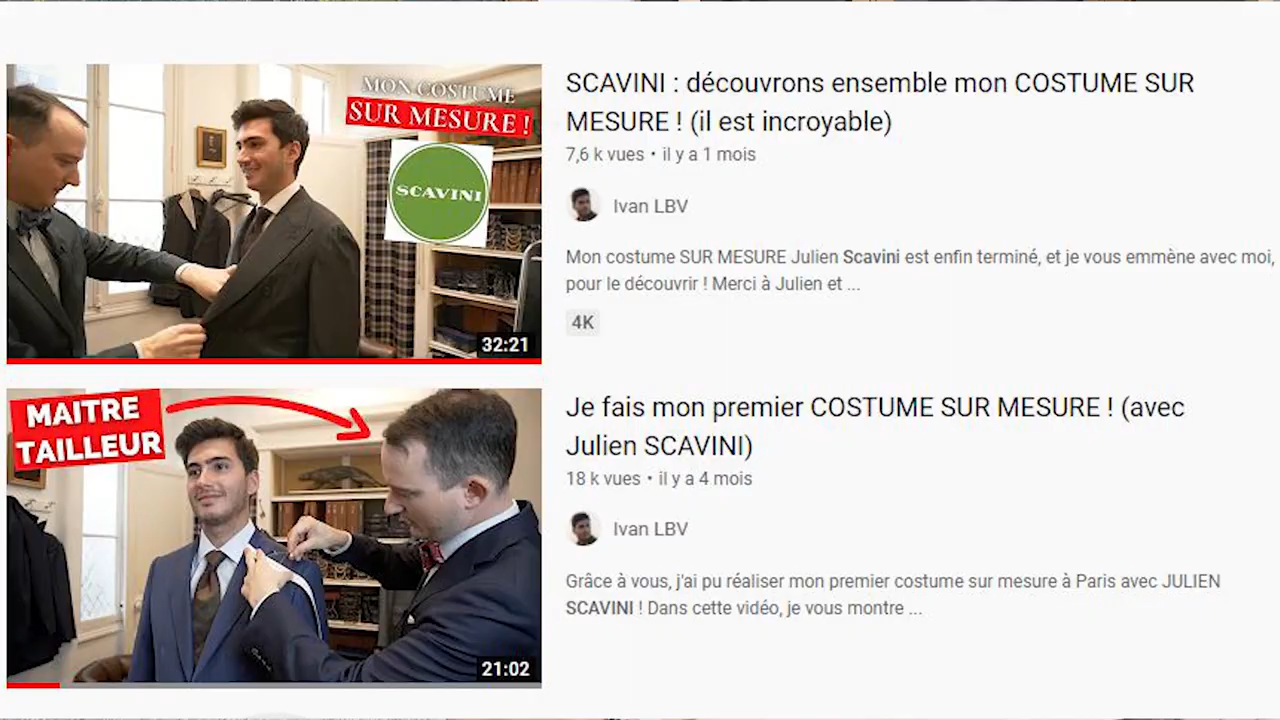 MON COSTUME
SUR MESURE !
SCAVINI
32:21
SCAVINI : découvrons ensemble mon COSTUME SUR
MESURE ! (il est incroyable)
7,6 k vues • il y a 1 mois
Ivan LBV
Mon costume SUR MESURE Julien Scavini est enfin terminé, et je vous emmène avec moi,
pour le découvrir ! Merci à Julien et ...
4K
MAITRE
TAILLEUR
21:02
Je fais mon premier COSTUME SUR MESURE ! (avec
Julien SCAVINI)
18 k vues • il y a 4 mois
Ivan LBV
Grâce à vous, j'ai pu réaliser mon premier costume sur mesure à Paris avec JULIEN
SCAVINI ! Dans cette vidéo, je vous montre ...